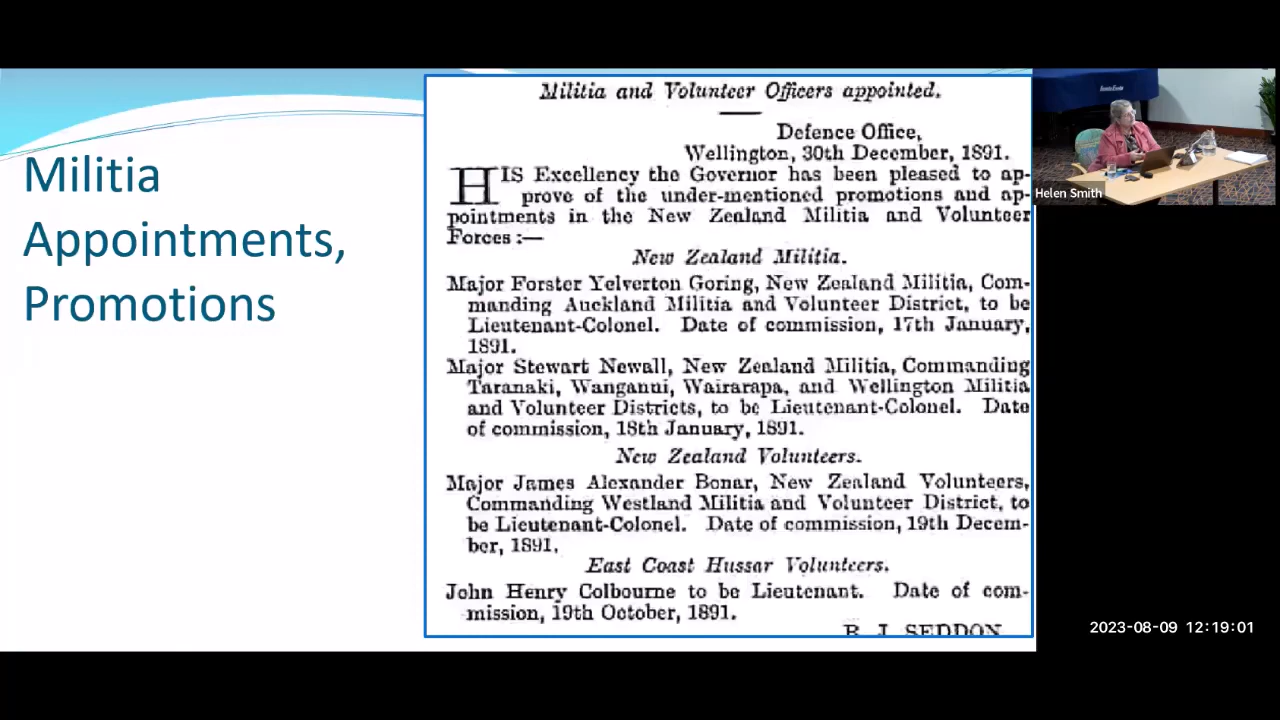 Militia
Appointments,
Promotions
Militia and Volunteer Officers appointed.
Defence Office,
Wellington, 30th December, 1891.
HIS Excellency the Governor has been pleased to ap-
prove of the under-mentioned promotions and ap-
pointments in the New Zealand Militia and Volunteer
Forces :—
New Zealand Militia.
Major Forster Yelverton Goring, New Zealand Militia, Com-
manding Auckland Militia and Volunteer District, to be
Lieutenant-Colonel. Date of commission, 17th January,
1891.
Major Stewart Newall, New Zealand Militia, Commanding
Taranaki, Wanganui, Wairarapa, and Wellington Militia
and Volunteer Districts, to be Lieutenant-Colonel. Date
of commission, 18th January, 1891.
New Zealand Volunteers.
Major James Alexander Bonar, New Zealand Volunteers,
Commanding Westland Militia and Volunteer District, to
be Lieutenant-Colonel. Date of commission, 19th Decem-
ber, 1891.
East Coast Hussar Volunteers.
John Henry Colbourne to be Lieutenant. Date of com-
mission, 19th October, 1891.
R. J. SEDDON
Helen Smith
2023-08-09 12:19:01